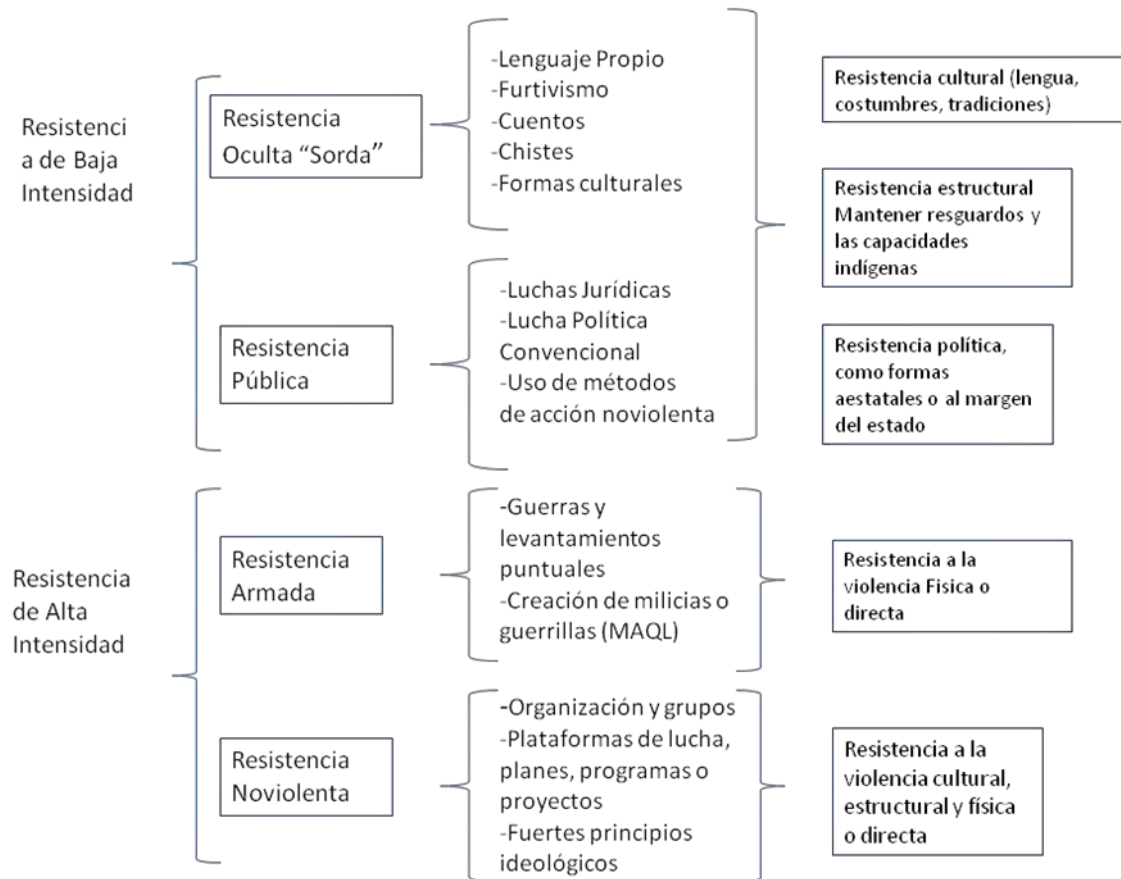 Resistenci
a de Baja
Intensidad
Resistencia
Oculta “Sorda”
-Lenguaje Propio
-Furtivismo
-Cuentos
-Chistes
-Formas culturales
Resistencia
Pública
-Luchas Jurídicas
-Lucha Política
Convencional
-Uso de métodos
de acción noviolenta
Resistencia cultural (lengua,
costumbres, tradiciones)
Resistencia estructural
Mantener resguardos y
las capacidades
indígenas
Resistencia política,
como formas
aestatales o al margen
del estado
Resistencia
de Alta
Intensidad
Resistencia
Armada
-Guerras y
levantamientos
puntuales
-Creación de milicias o
guerrillas (MAQL)
Resistencia a la
violencia Fisica o
directa
Resistencia
Noviolenta
-Organización y grupos
-Plataformas de lucha,
planes, programas o
proyectos
-Fuertes principios
ideológicos
Resistencia a la
violencia cultural,
estructural y física
o directa